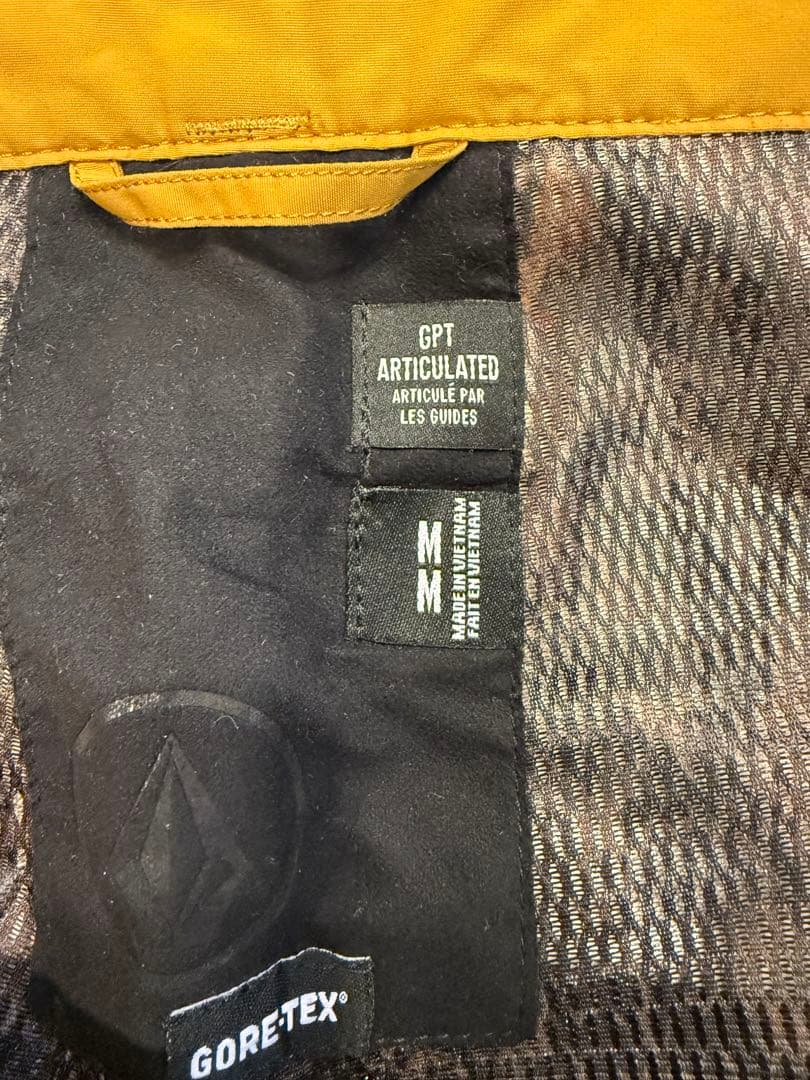 GPT
ARTICULATED
ARTICULÉ PAR
LES GUIDES
M
M
MADE IN VIETNAM
FAIT EN VIETNAM
GORE-TEX®